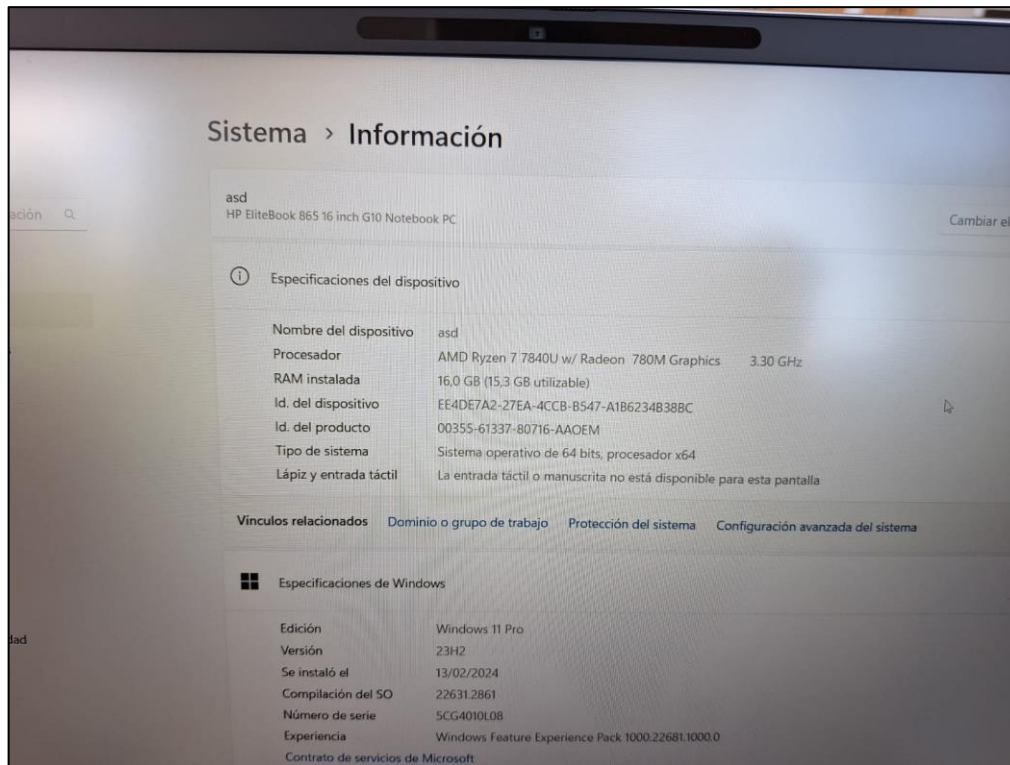 Sistema > Información
ación
asd
HP EliteBook 865 16 inch G10 Notebook PC
Cambiar el
Especificaciones del dispositivo
Nombre del dispositivo asd
Procesador AMD Ryzen 7 7840U w/ Radeon 780M Graphics 3.30 GHz
RAM instalada 16,0 GB (15,3 GB utilizable)
Id. del dispositivo EE4DE7A2-27EA-4CCB-B547-A1B6234B38BC
Id. del producto 00355-61337-80716-AAOEM
Tipo de sistema Sistema operativo de 64 bits, procesador x64
Lápiz y entrada táctil La entrada táctil o manuscrita no está disponible para esta pantalla
Vínculos relacionados Dominio o grupo de trabajo Protección del sistema Configuración avanzada del sistema
Especificaciones de Windows
dad
Edición Windows 11 Pro
Versión 23H2
Se instaló el 13/02/2024
Compilación del SO 22631.2861
Número de serie 5CG4010L08
Experiencia Windows Feature Experience Pack 1000.22681.1000.0
Contrato de servicios de Microsoft